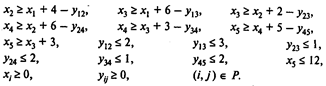 x₂ ≥ x₁ + 4 − y₁₂, x₃ ≥ x₁ + 6 − y₁₃, x₃ ≥ x₂ + 2 − y₂₃,
x₄ ≥ x₂ + 6 − y₂₄, x₄ ≥ x₃ + 3 − y₃₄, x₅ ≥ x₄ + 5 − y₄₅,
x₅ ≥ x₃ + 3, y₁₂ ≤ 2, y₁₃ ≤ 3, y₂₃ ≤ 1,
y₂₄ ≤ 2, y₃₄ ≤ 1, y₄₅ ≤ 2, x₅ ≤ 12,
xᵢ ≥ 0, yᵢⱼ ≥ 0, (i, j) ∈ P.